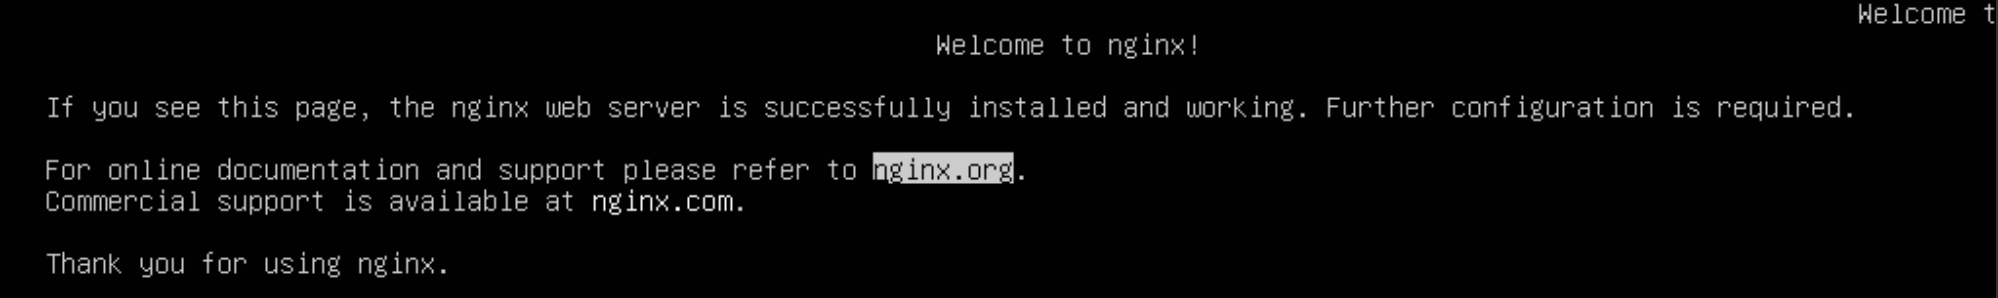 Welcome t
Welcome to nginx!
If you see this page, the nginx web server is successfully installed and working. Further configuration is required.
For online documentation and support please refer to nginx.org.
Commercial support is available at nginx.com.
Thank you for using nginx.